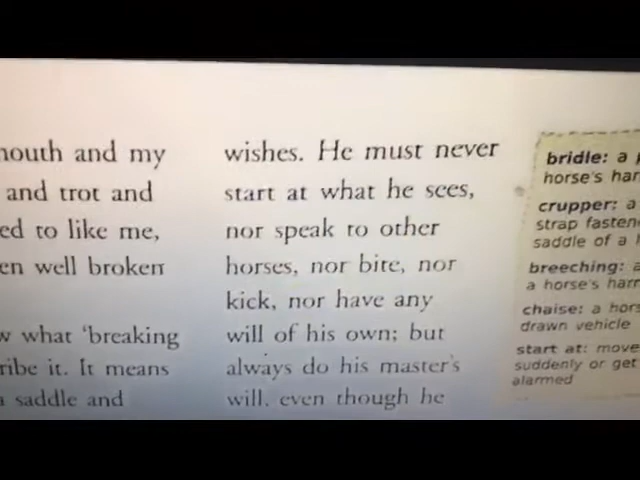 mouth and my
and trot and
ed to like me,
en well broken
w what 'breaking
ribe it. It means
a saddle and
wishes. He must never
start at what he sees,
nor speak to other
horses, nor bite, nor
kick, nor have any
will of his own; but
always do his master's
will, even though he
bridle: a
horse's har
crupper: a
strap fasten
saddle of a
breeching: a
a horse's harn
chaise: a hors
drawn vehicle
start at: move
suddenly or get
alarmed